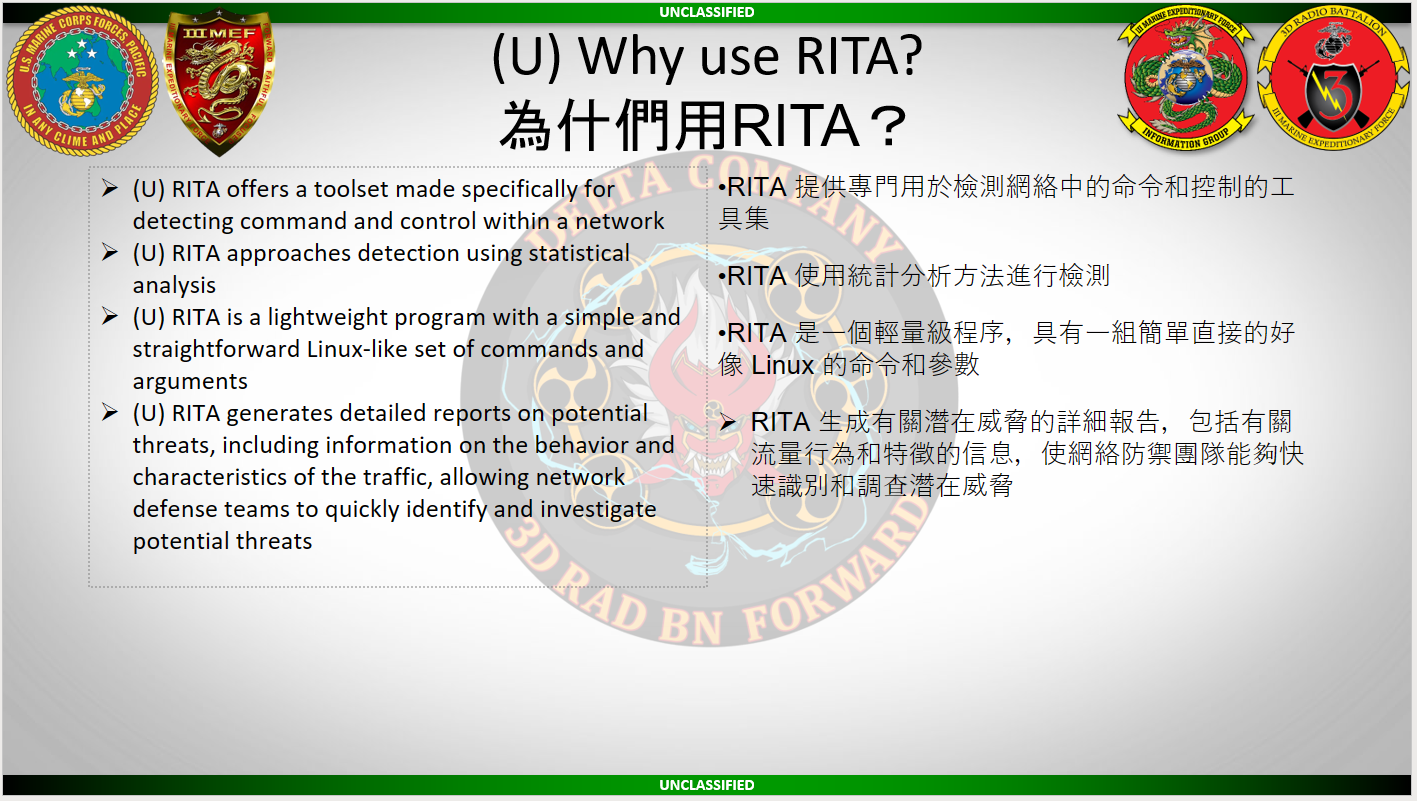 UNCLASSIFIED
U.S. MARINE CORPS FORCES PACIFIC
IN ANY CLIME AND PLACE
III MEF
III MARINE EXPEDITIONARY FORCE
INFORMATION GROUP
3D RADIO BATTALION
3
III MARINE EXPEDITIONARY FORCE
(U) Why use RITA?
為什們用RITA？
➢ (U) RITA offers a toolset made specifically for
detecting command and control within a network
➢ (U) RITA approaches detection using statistical
analysis
➢ (U) RITA is a lightweight program with a simple and
straightforward Linux-like set of commands and
arguments
➢ (U) RITA generates detailed reports on potential
threats, including information on the behavior and
characteristics of the traffic, allowing network
defense teams to quickly identify and investigate
potential threats
•RITA 提供專門用於檢測網絡中的命令和控制的工
具集
•RITA 使用統計分析方法進行檢測
•RITA 是一個輕量級程序，具有一組簡單直接的好
像 Linux 的命令和參數
➢ RITA 生成有關潛在威脅的詳細報告，包括有關
流量行為和特徵的信息，使網絡防禦團隊能夠快
速識別和調查潛在威脅
DELTA COMPANY
3D RAD BN FORWARD
UNCLASSIFIED